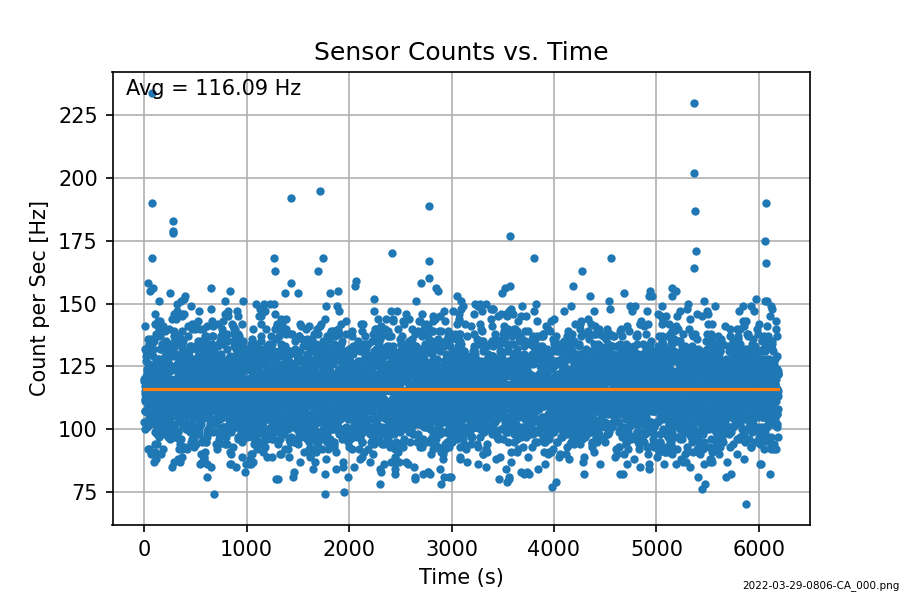 Sensor Counts vs. Time
Avg = 116.09 Hz
225
200
175
150
125
100
75
Count per Sec [Hz]
0 1000 2000 3000 4000 5000 6000
Time (s)
2022-03-29-0806-CA_000.png